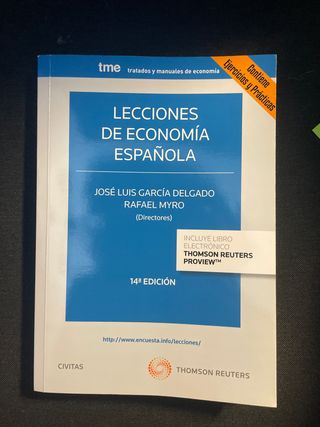 tme tratados y manuales de economía
Contiene
Ejercicios y Prácticas
LECCIONES
DE ECONOMÍA
ESPAÑOLA
JOSÉ LUIS GARCÍA DELGADO
RAFAEL MYRO
(Directores)
INCLUYE LIBRO
ELECTRÓNICO
THOMSON REUTERS
PROVIEW™
14ª EDICIÓN
http://www.encuesta.info/lecciones/
CIVITAS
THOMSON REUTERS